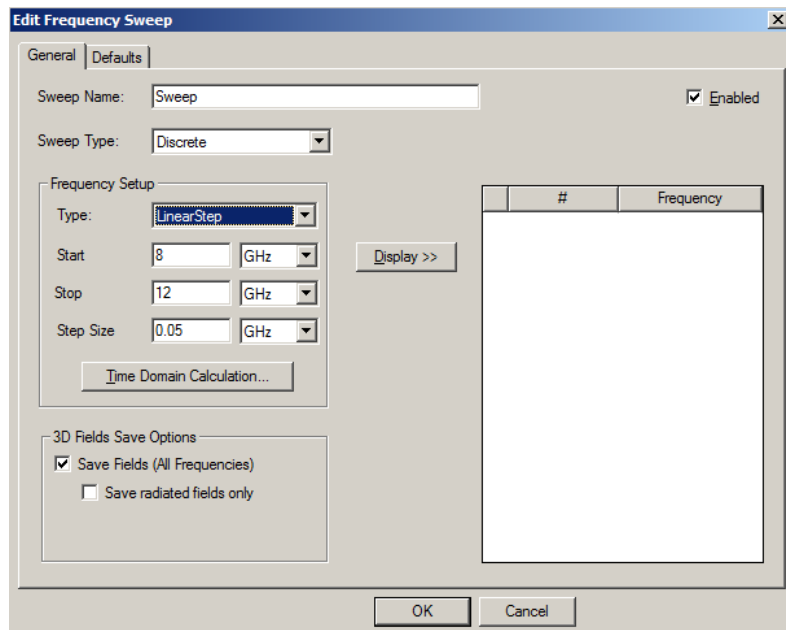 Edit Frequency Sweep
General Defaults
Sweep Name: Sweep Enabled
Sweep Type: Discrete
Frequency Setup
Type: LinearStep
Start 8 GHz
Stop 12 GHz
Step Size 0.05 GHz
Time Domain Calculation...
Display >>
# Frequency
3D Fields Save Options
Save Fields (All Frequencies)
Save radiated fields only
OK Cancel